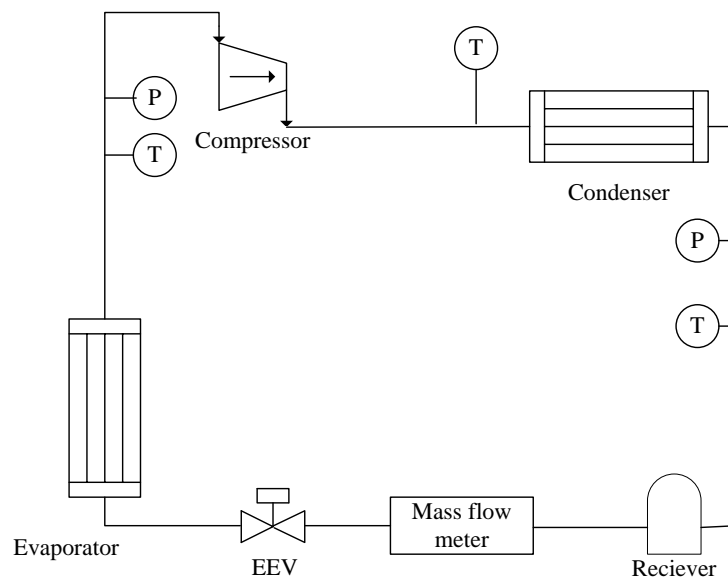 T
P
Compressor
T
Condenser
P
T
Mass flow
meter
Evaporator
EEV
Reciever